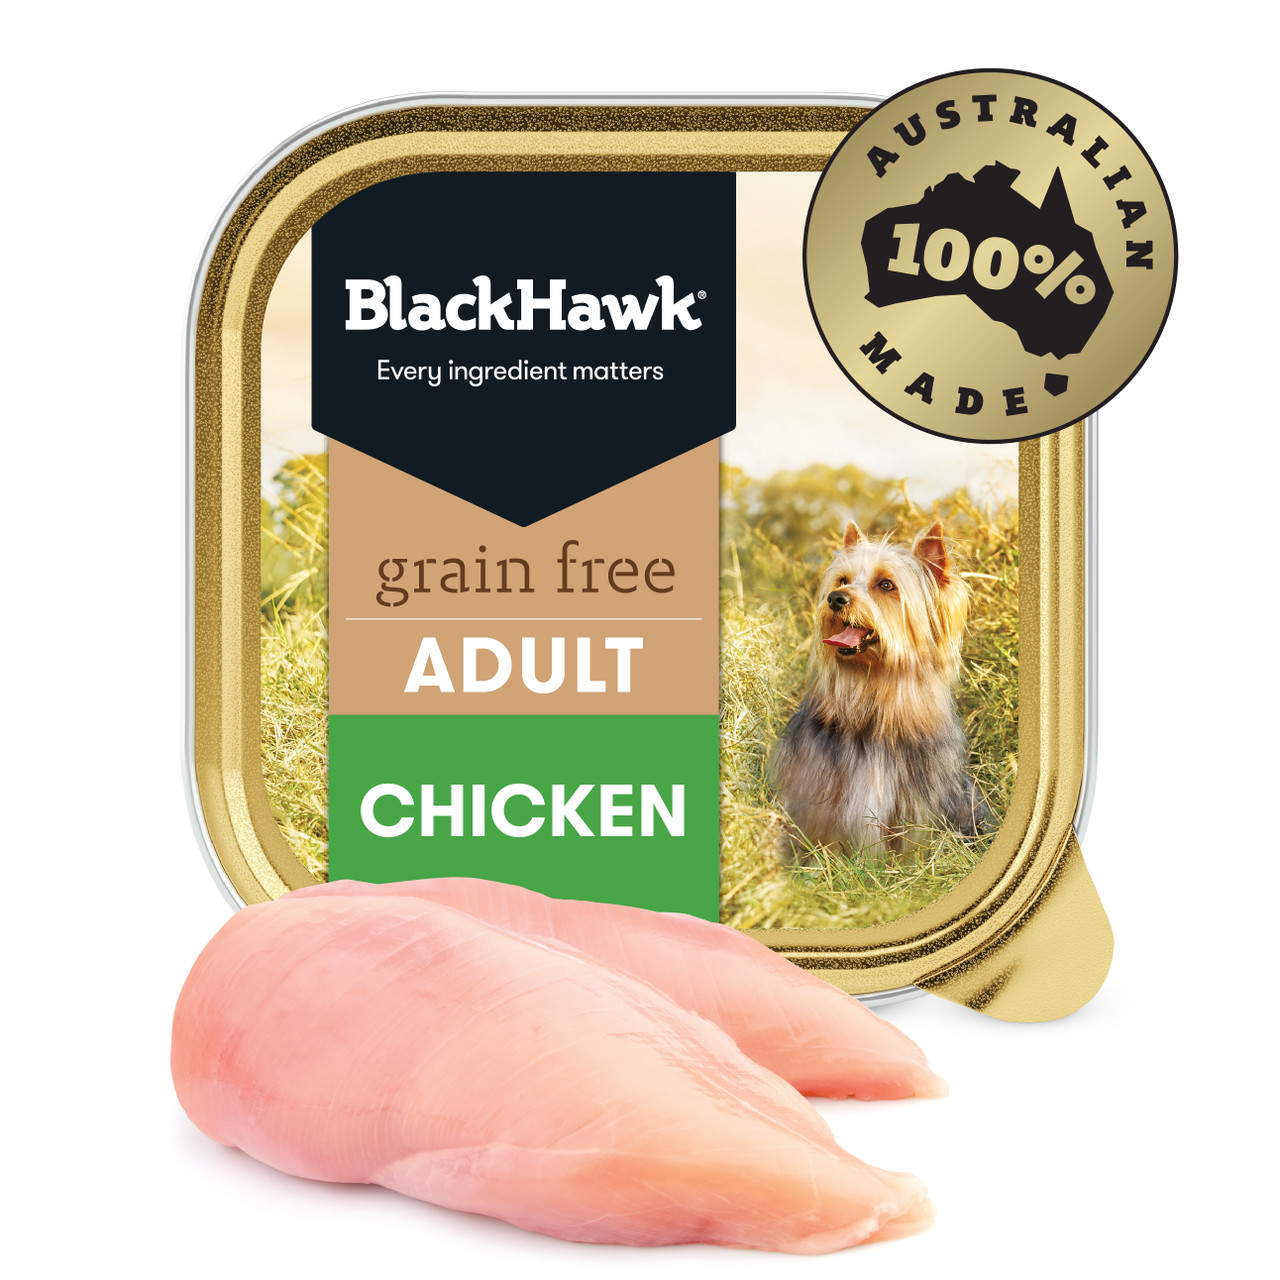 BlackHawk®
Every ingredient matters
grain free
ADULT
CHICKEN
AUSTRALIAN
100%
MADE